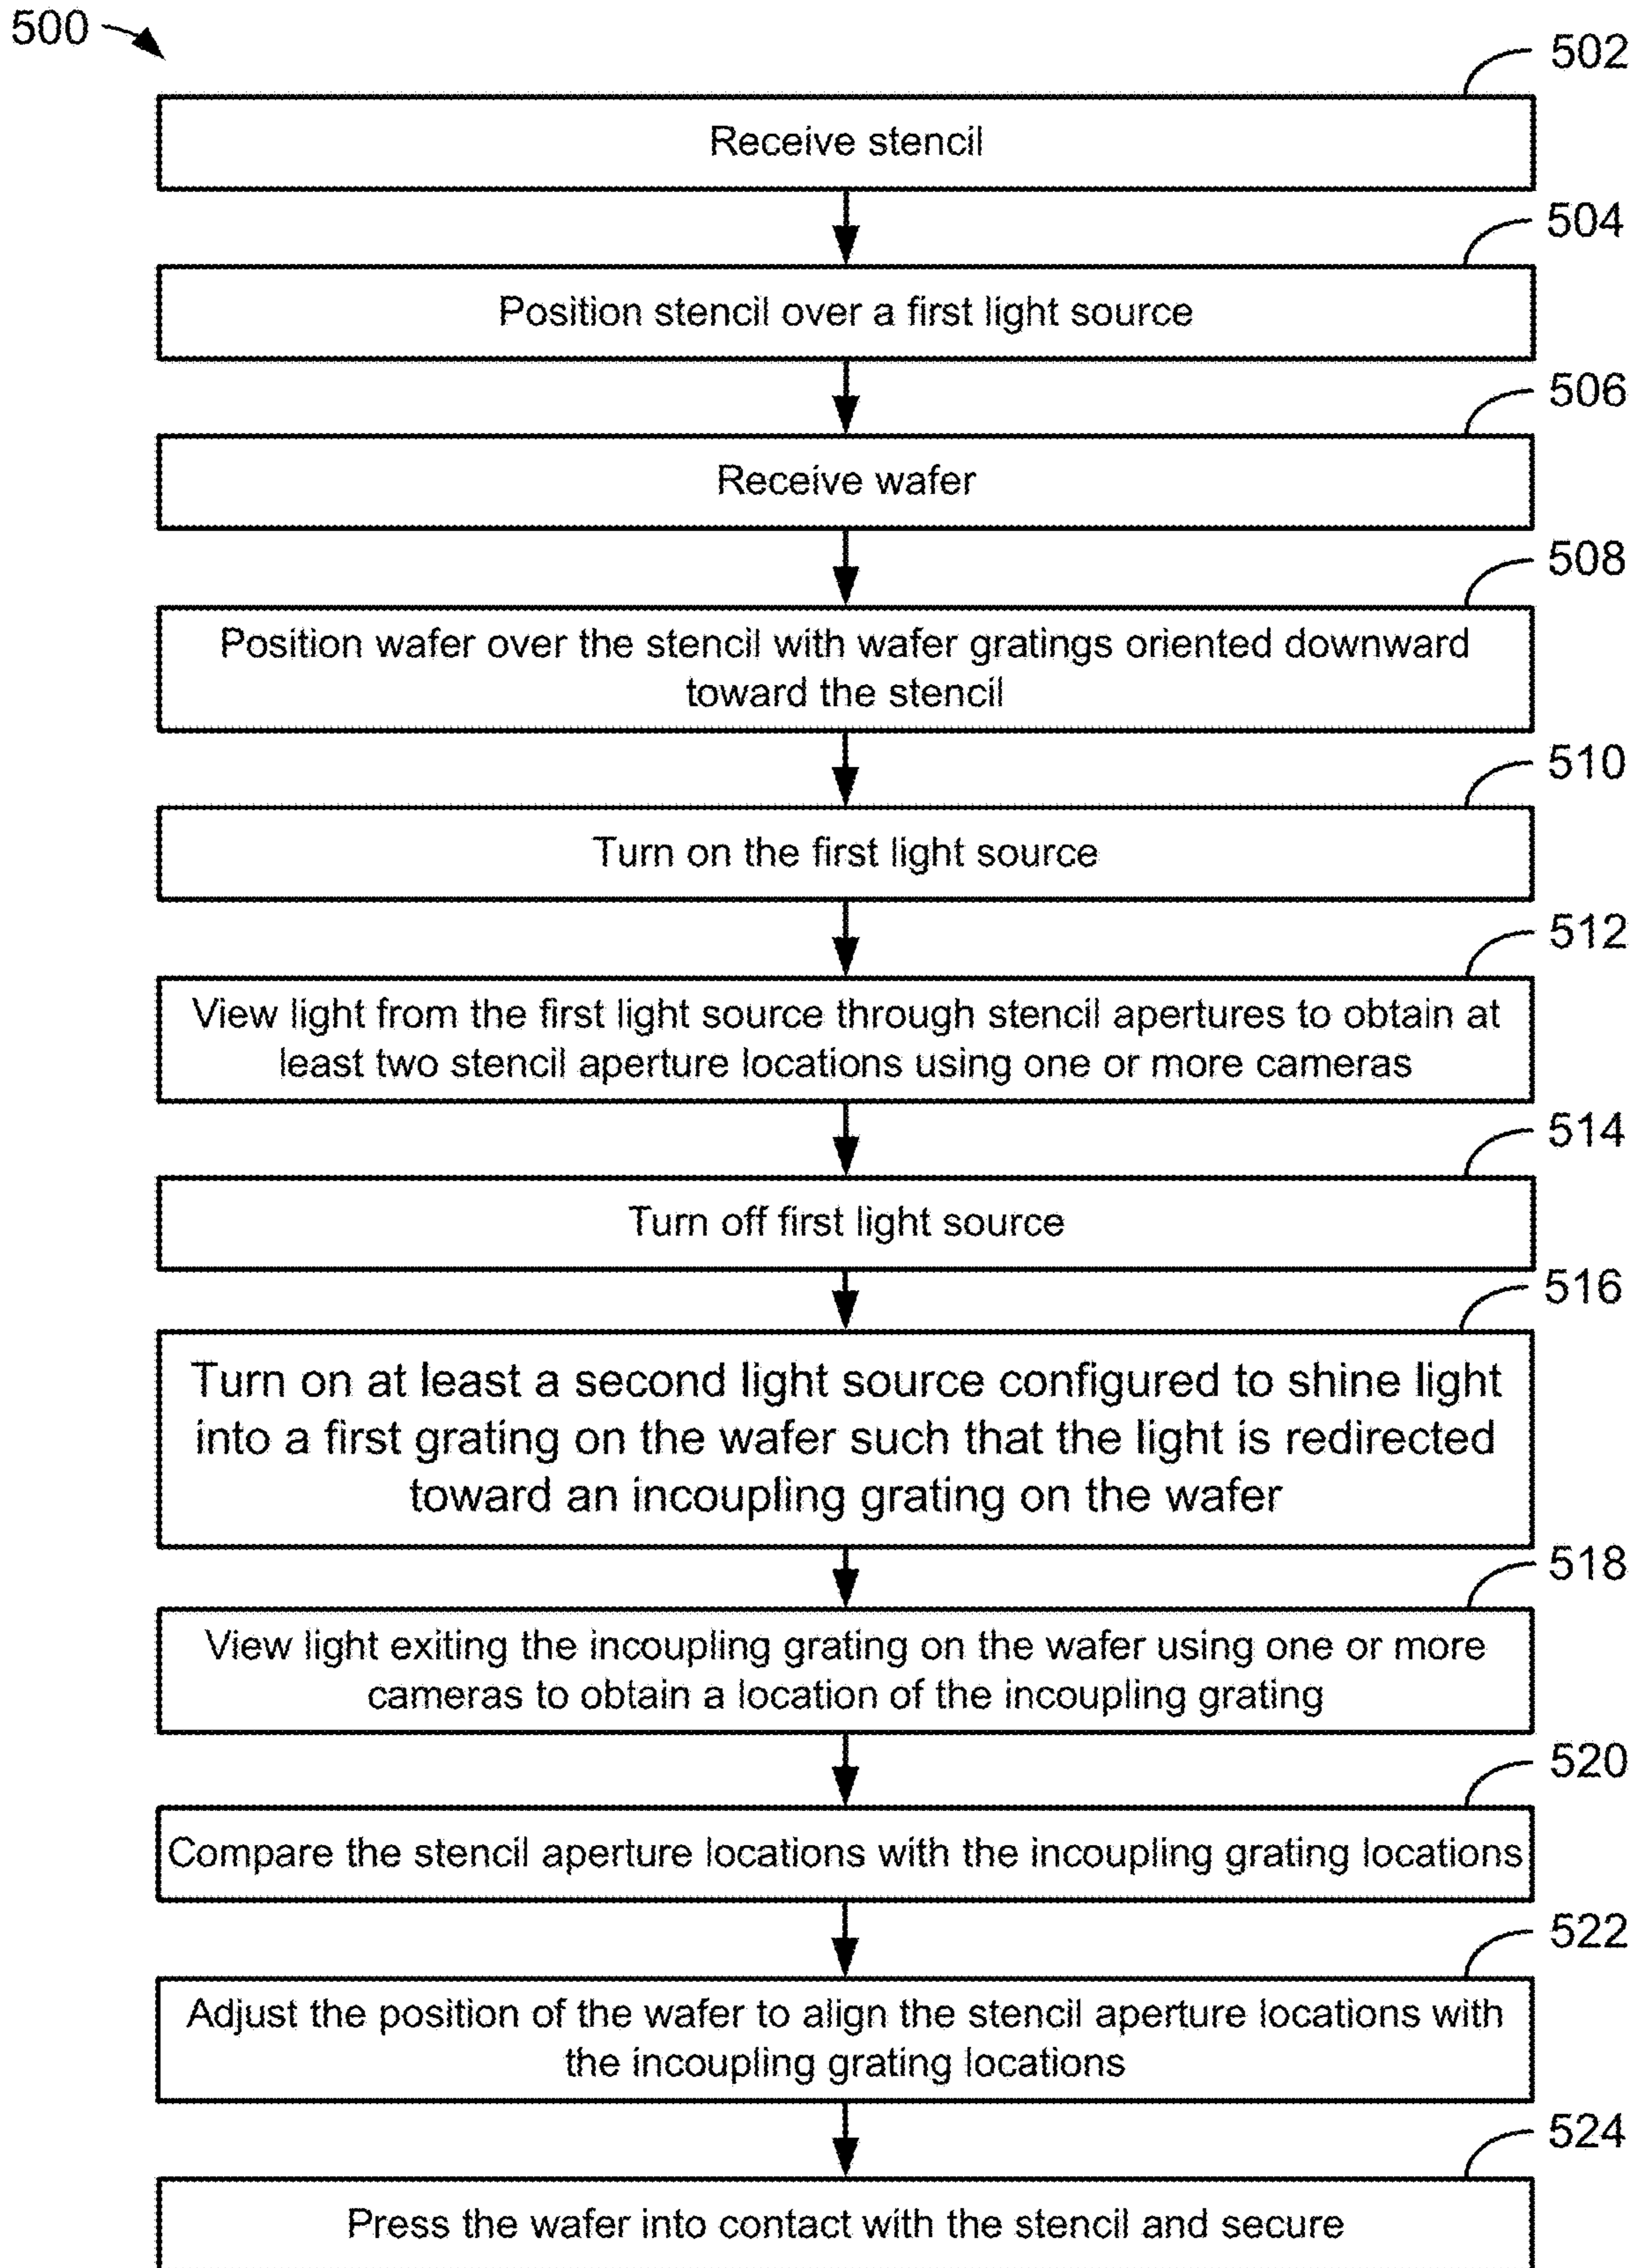 500
502
Receive stencil
504
Position stencil over a first light source
506
Receive wafer
508
Position wafer over the stencil with wafer gratings oriented downward
toward the stencil
510
Turn on the first light source
512
View light from the first light source through stencil apertures to obtain at
least two stencil aperture locations using one or more cameras
514
Turn off first light source
516
Turn on at least a second light source configured to shine light
into a first grating on the wafer such that the light is redirected
toward an incoupling grating on the wafer
518
View light exiting the incoupling grating on the wafer using one or more
cameras to obtain a location of the incoupling grating
520
Compare the stencil aperture locations with the incoupling grating locations
522
Adjust the position of the wafer to align the stencil aperture locations with
the incoupling grating locations
524
Press the wafer into contact with the stencil and secure